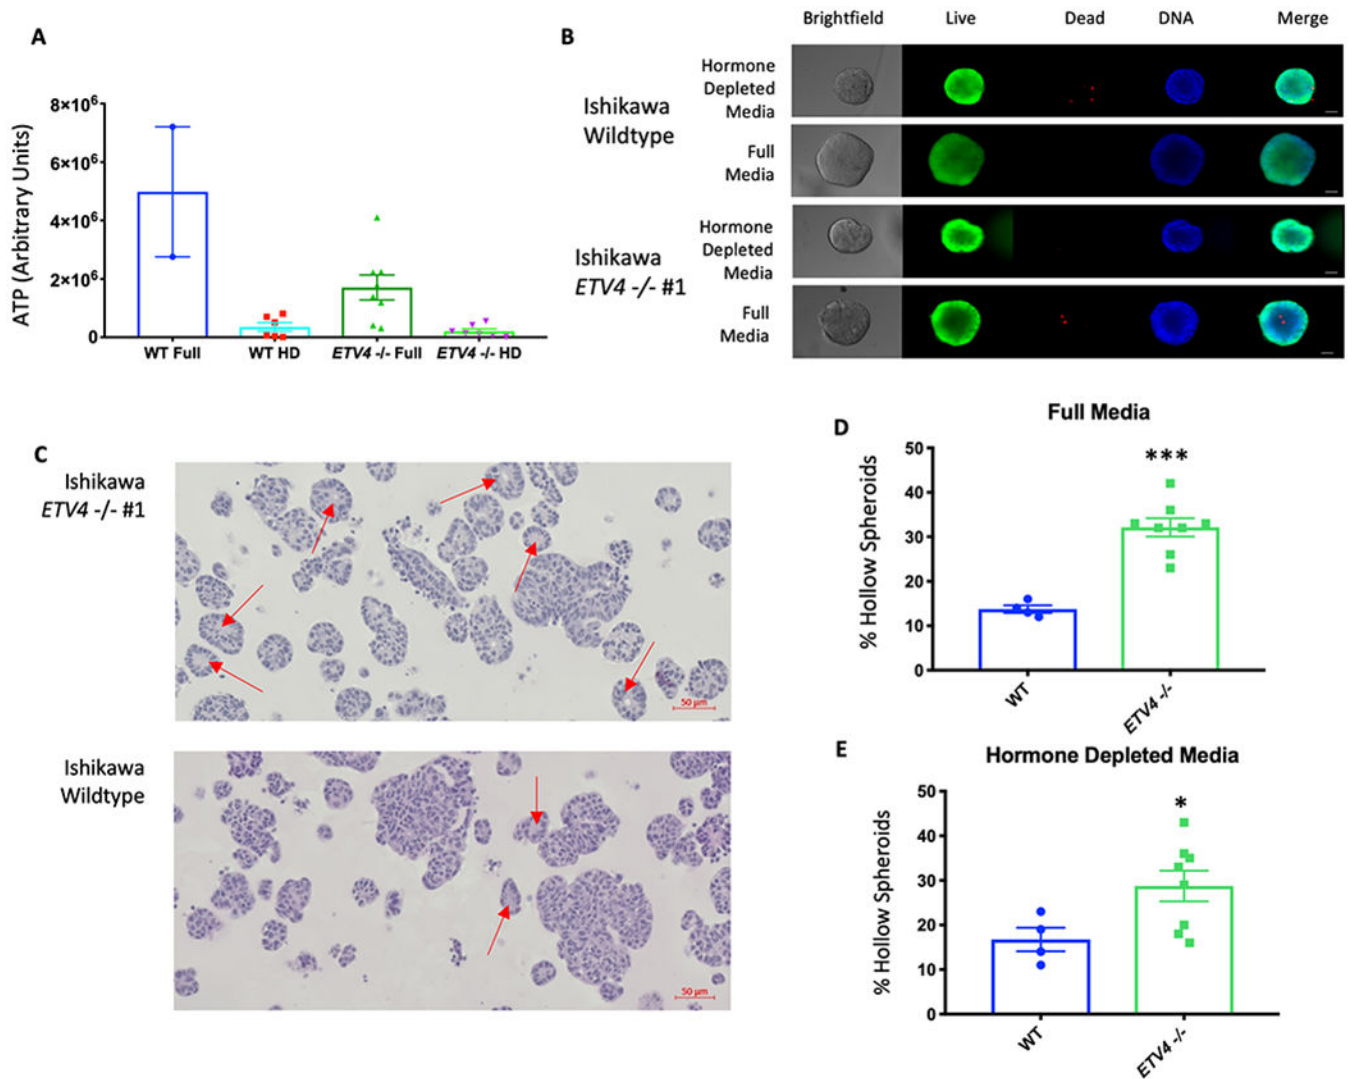 A
ATP (Arbitrary Units)
8×10⁶
6×10⁶
4×10⁶
2×10⁶
0
WT Full
WT HD
ETV4 -/- Full
ETV4 -/- HD
B
Brightfield
Live
Dead
DNA
Merge
Ishikawa
Wildtype
Hormone
Depleted
Media
Full
Media
Ishikawa
ETV4 -/- #1
Hormone
Depleted
Media
Full
Media
C
Ishikawa
ETV4 -/- #1
50 µm
Ishikawa
Wildtype
50 µm
D
Full Media
% Hollow Spheroids
50
40
30
20
10
0
***
WT
ETV4 -/-
E
Hormone Depleted Media
% Hollow Spheroids
50
40
30
20
10
0
*
WT
ETV4 -/-